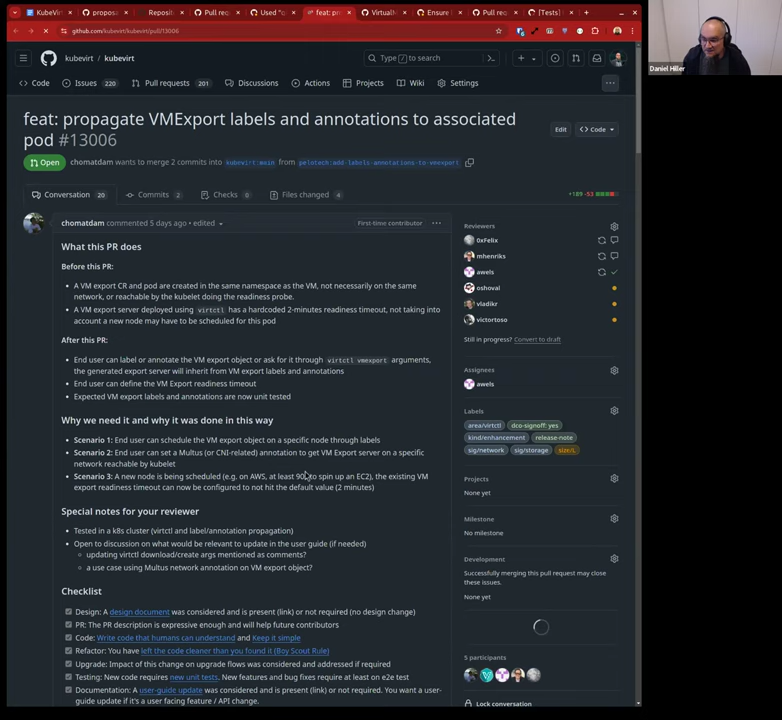 KubeVir
propos
Reposit
Pull req
Used "o
feat: pr
Virtual
Ensure
Pull req
[Tests]
github.com/kubevirt/kubevirt/pull/13006
kubevirt / kubevirt
Type / to search
Code
Issues 220
Pull requests 201
Discussions
Actions
Projects
Wiki
Settings
feat: propagate VMExport labels and annotations to associated
pod #13006
Edit
Code
Open
chomatdam wants to merge 2 commits into kubevirt:main from pelotech:add-labels-annotations-to-vmexport
Conversation 20
Commits 2
Checks 0
Files changed 4
+189 -53
chomatdam commented 5 days ago • edited
First-time contributor
What this PR does
Before this PR:
• A VM export CR and pod are created in the same namespace as the VM, not necessarily on the same
network, or reachable by the kubelet doing the readiness probe.
• A VM export server deployed using virtctl has a hardcoded 2-minutes readiness timeout, not taking into
account a new node may have to be scheduled for this pod
After this PR:
• End user can label or annotate the VM export object or ask for it through virtctl vmexport arguments,
the generated export server will inherit from VM export labels and annotations
• End user can define the VM Export readiness timeout
• Expected VM export labels and annotations are now unit tested
Why we need it and why it was done in this way
• Scenario 1: End user can schedule the VM export object on a specific node through labels
• Scenario 2: End user can set a Multus (or CNI-related) annotation to get VM Export server on a specific
network reachable by kubelet
• Scenario 3: A new node is being scheduled (e.g. on AWS, at least 90 to spin up an EC2), the existing VM
export readiness timeout can now be configured to not hit the default value (2 minutes)
Special notes for your reviewer
• Tested in a k8s cluster (virtctl and label/annotation propagation)
• Open to discussion on what would be relevant to update in the user guide (if needed)
updating virtctl download/create args mentioned as comments?
a use case using Multus network annotation on VM export object?
Checklist
Design: A design document was considered and is present (link) or not required (no design change)
PR: The PR description is expressive enough and will help future contributors
Code: Write code that humans can understand and Keep it simple
Refactor: You have left the code cleaner than you found it (Boy Scout Rule)
Upgrade: Impact of this change on upgrade flows was considered and addressed if required
Testing: New code requires new unit tests. New features and bug fixes require at least on e2e test
Documentation: A user-guide update was considered and is present (link) or not required. You want a user-
guide update if it's a user facing feature / API change.
Reviewers
0xFelix
mhenriks
awels
oshoval
vladikr
victortoso
Still in progress? Convert to draft
Assignees
awels
Labels
area/virtctl
dco-signoff: yes
kind/enhancement
release-note
sig/network
sig/storage
size/L
Projects
None yet
Milestone
No milestone
Development
Successfully merging this pull request may close
these issues.
None yet
5 participants
Lock conversation
Daniel Hiller